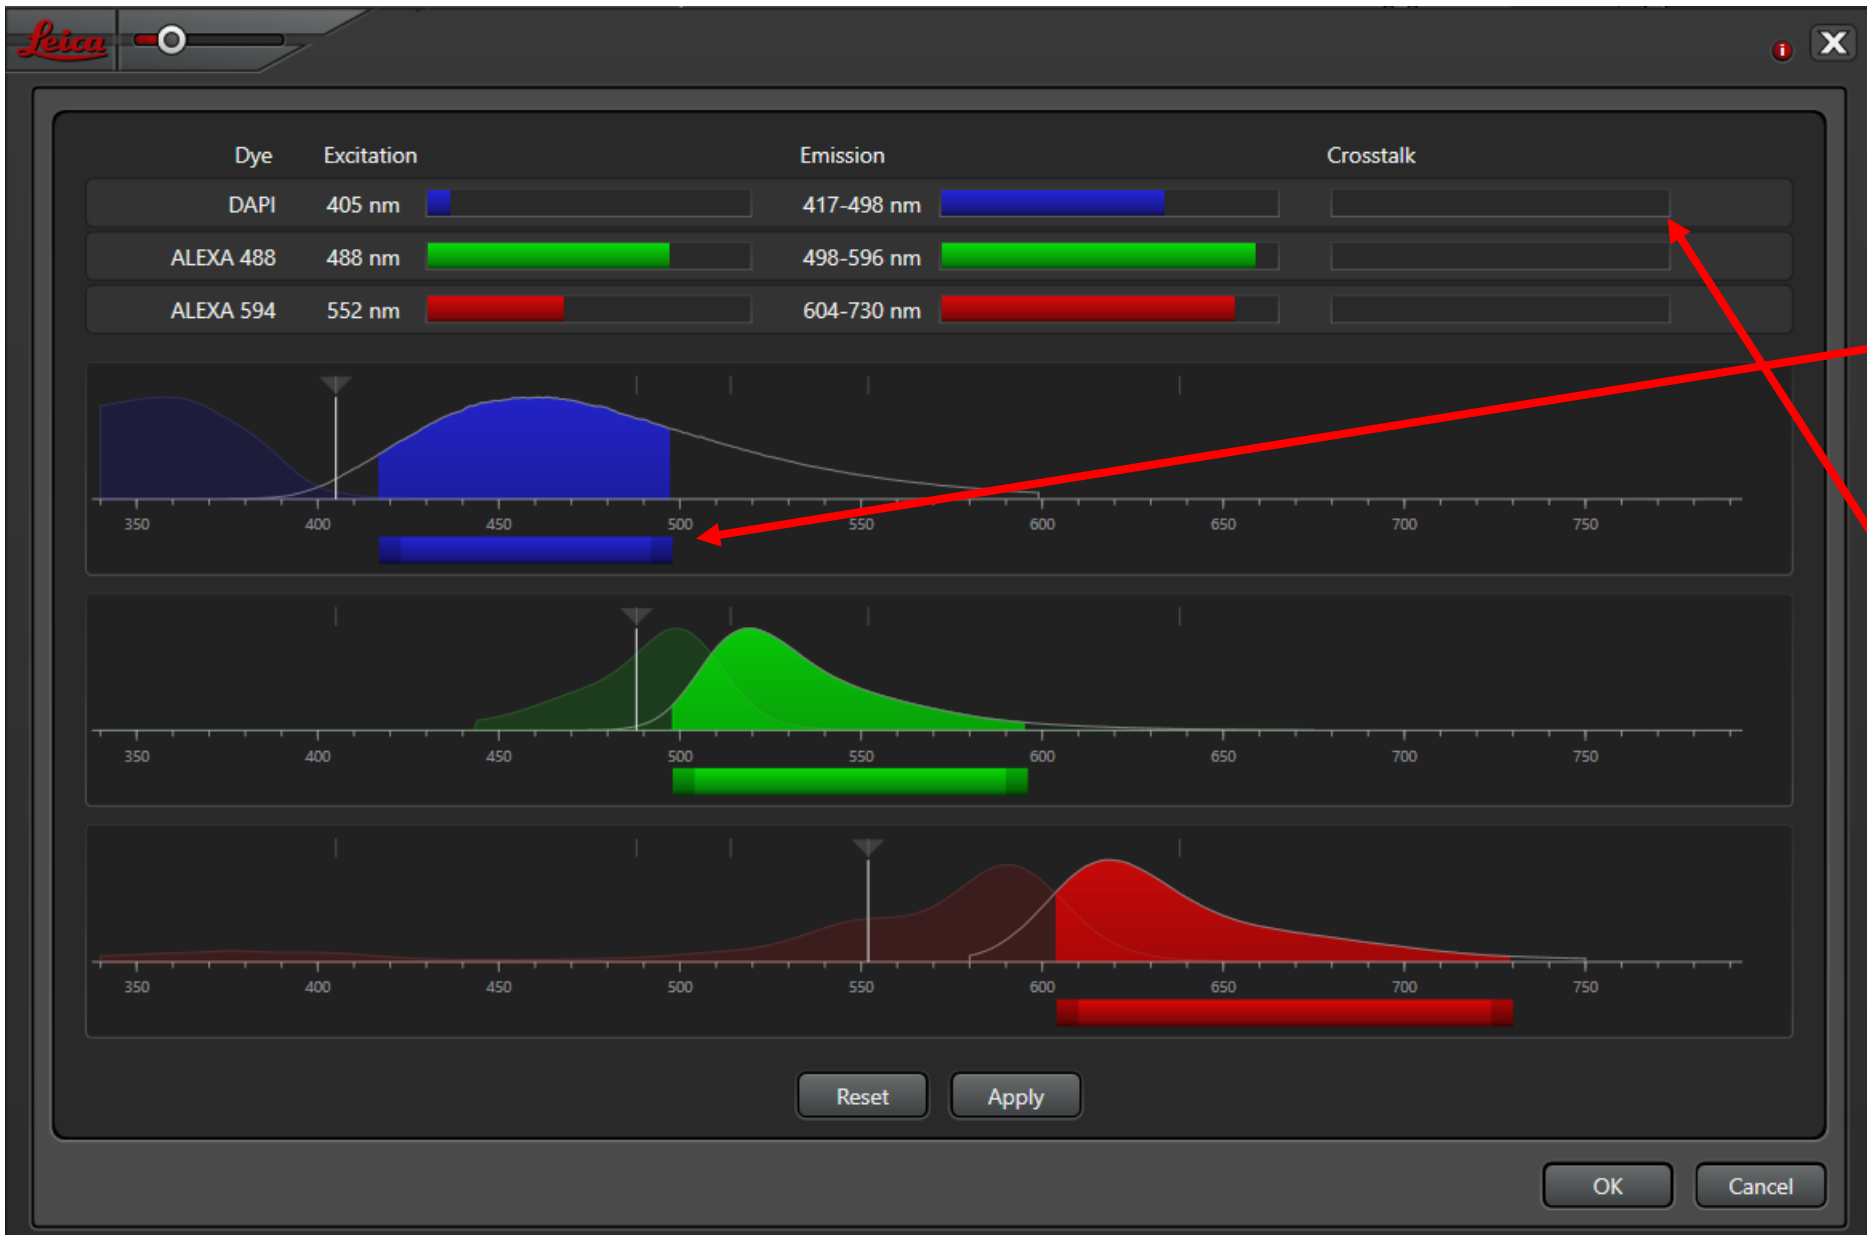 Leica
i X
Dye Excitation Emission Crosstalk
DAPI 405 nm 417-498 nm
ALEXA 488 488 nm 498-596 nm
ALEXA 594 552 nm 604-730 nm
350 400 450 500 550 600 650 700 750
350 400 450 500 550 600 650 700 750
350 400 450 500 550 600 650 700 750
Reset Apply
OK Cancel